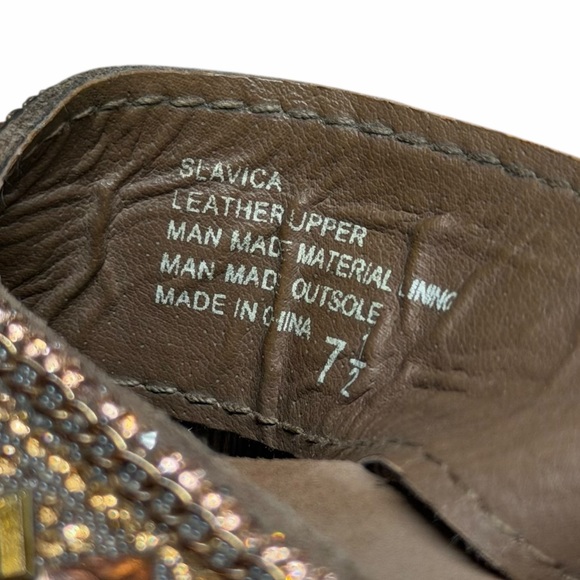 SLAVICA
LEATHER UPPER
MAN MADE MATERIAL LINING
MAN MADE OUTSOLE
MADE IN CHINA
7 1/2